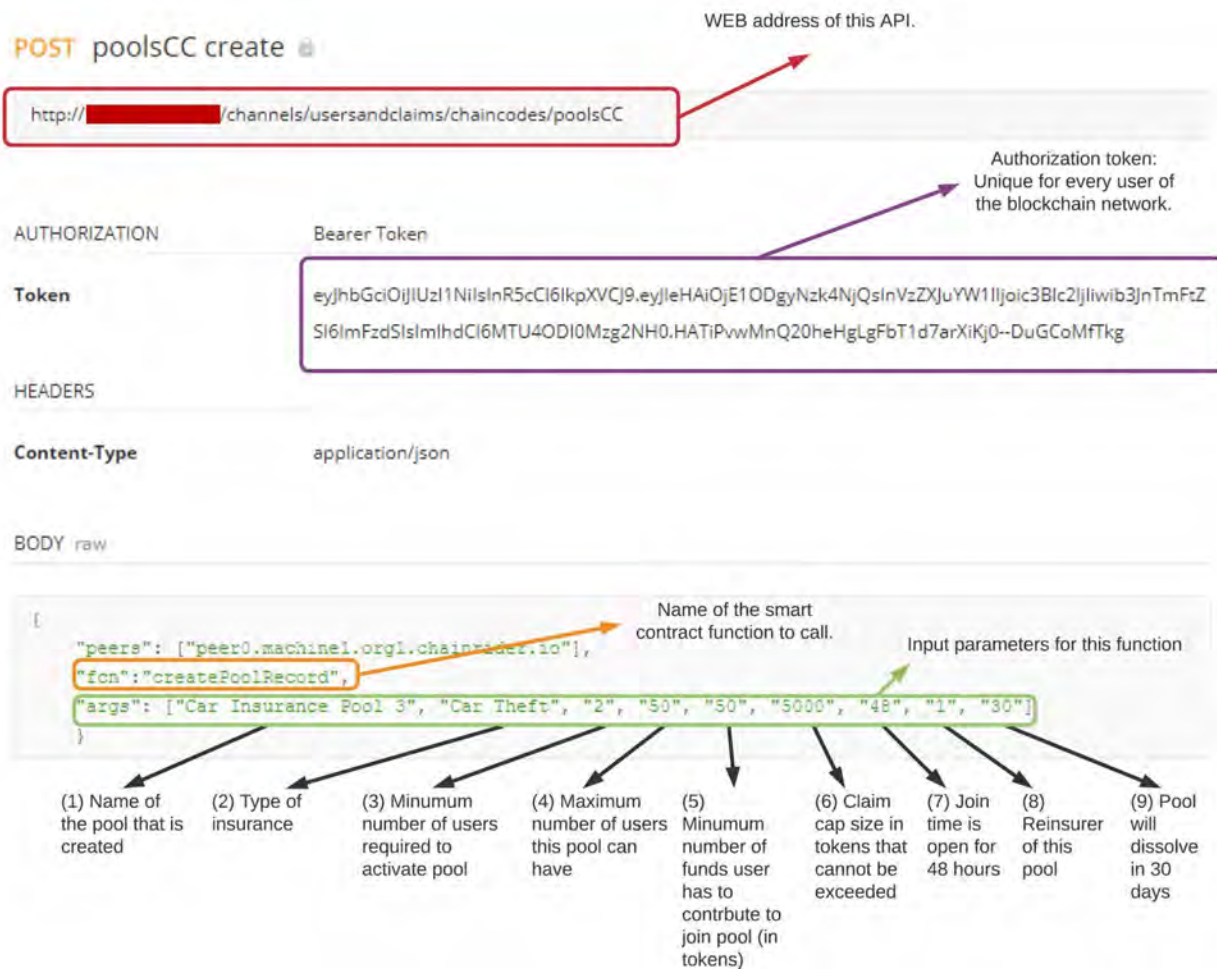 WEB address of this API.
POST poolsCC create
http:// /channels/usersandclaims/chaincodes/poolsCC
Authorization token:
Unique for every user of
the blockchain network.
AUTHORIZATION Bearer Token
Token
HEADERS
Content-Type application/json
BODY raw
{
"peers": ["peer0.machine1.org1.chainrider.io"],
"fcn":"createPoolRecord",
"args": ["Car Insurance Pool 3", "Car Theft", "2", "50", "50", "5000", "48", "1", "30"]
}
Name of the smart
contract function to call.
Input parameters for this function
(1) Name of
the pool that is
created
(2) Type of
insurance
(3) Minumum
number of users
required to
activate pool
(4) Maximum
number of users
this pool can
have
(5)
Minumum
number of
funds user
has to
contrbute to
join pool (in
tokens)
(6) Claim
cap size in
tokens that
cannot be
exceeded
(7) Join
time is
open for
48 hours
(8)
Reinsurer
of this
pool
(9) Pool
will
dissolve
in 30
days